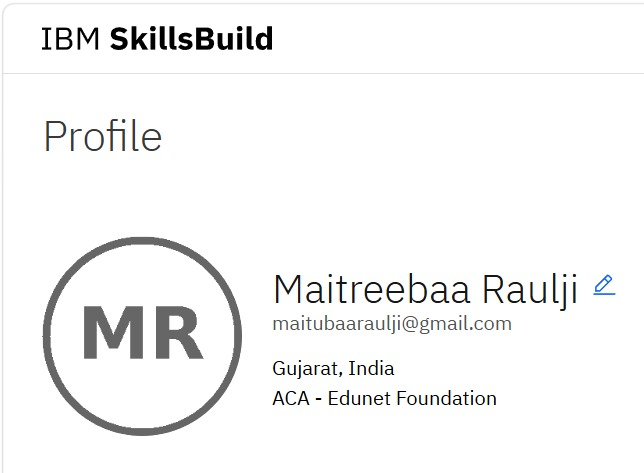 IBM SkillsBuild
Profile
MR
Maitreebaa Raulji
maitubaaraulji@gmail.com
Gujarat, India
ACA - Edunet Foundation